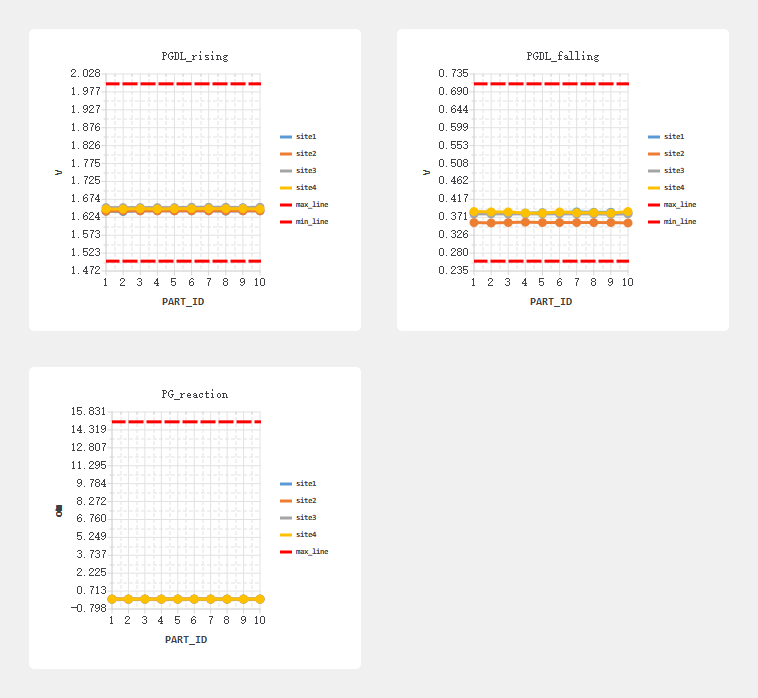 PGDL_rising
2.028
1.977
1.927
1.876
1.826
1.775
1.725
1.674
1.624
1.573
1.523
1.472
1 2 3 4 5 6 7 8 9 10
PART_ID
site1
site2
site3
site4
max_line
min_line
PGDL_falling
0.735
0.690
0.644
0.599
0.553
0.508
0.462
0.417
0.371
0.326
0.280
0.235
1 2 3 4 5 6 7 8 9 10
PART_ID
site1
site2
site3
site4
max_line
min_line
PG_reaction
15.831
14.319
12.807
11.295
9.784
8.272
6.760
5.249
3.737
2.225
0.713
-0.798
1 2 3 4 5 6 7 8 9 10
PART_ID
site1
site2
site3
site4
max_line